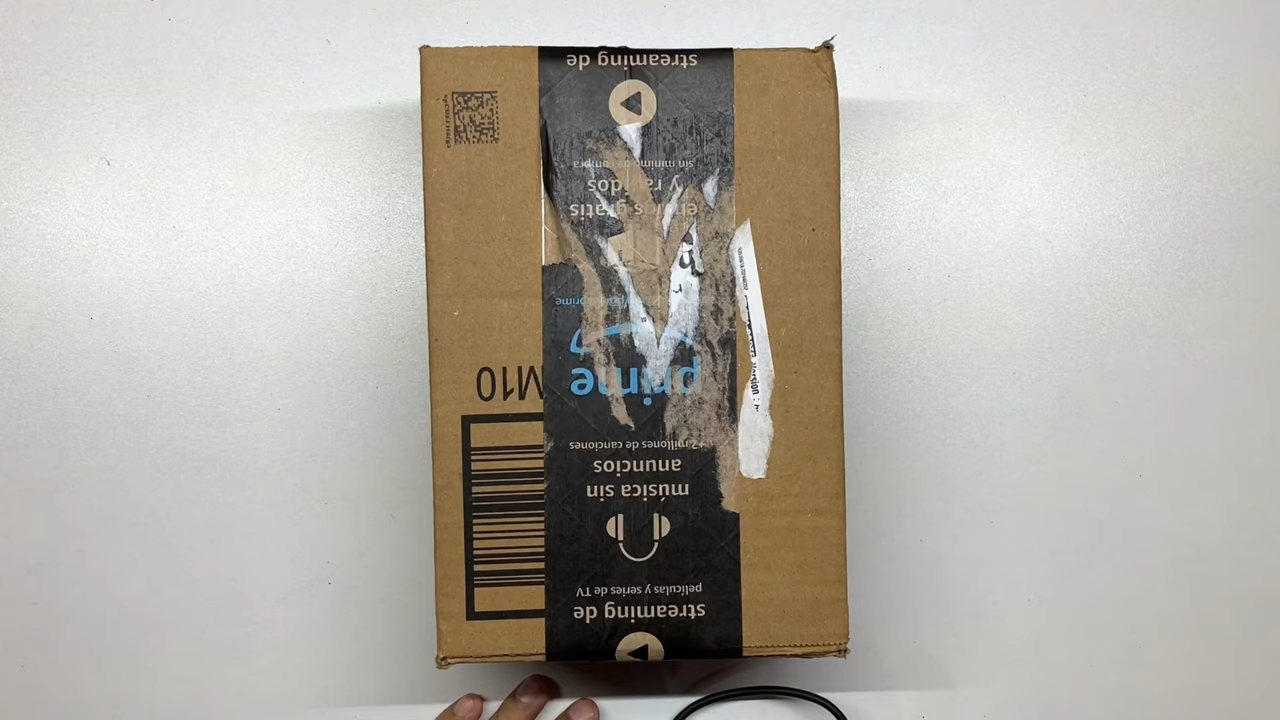 streaming de
películas y series de TV
música sin
anuncios
+2 millones de canciones
M10
prime
envíos gratis
y rápidos
sin mínimo de compra
streaming de
Version :